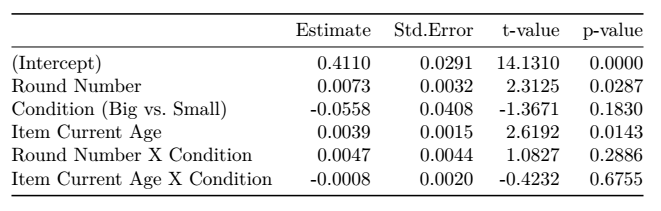 Estimate Std.Error t-value p-value
(Intercept) 0.4110 0.0291 14.1310 0.0000
Round Number 0.0073 0.0032 2.3125 0.0287
Condition (Big vs. Small) -0.0558 0.0408 -1.3671 0.1830
Item Current Age 0.0039 0.0015 2.6192 0.0143
Round Number X Condition 0.0047 0.0044 1.0827 0.2886
Item Current Age X Condition -0.0008 0.0020 -0.4232 0.6755